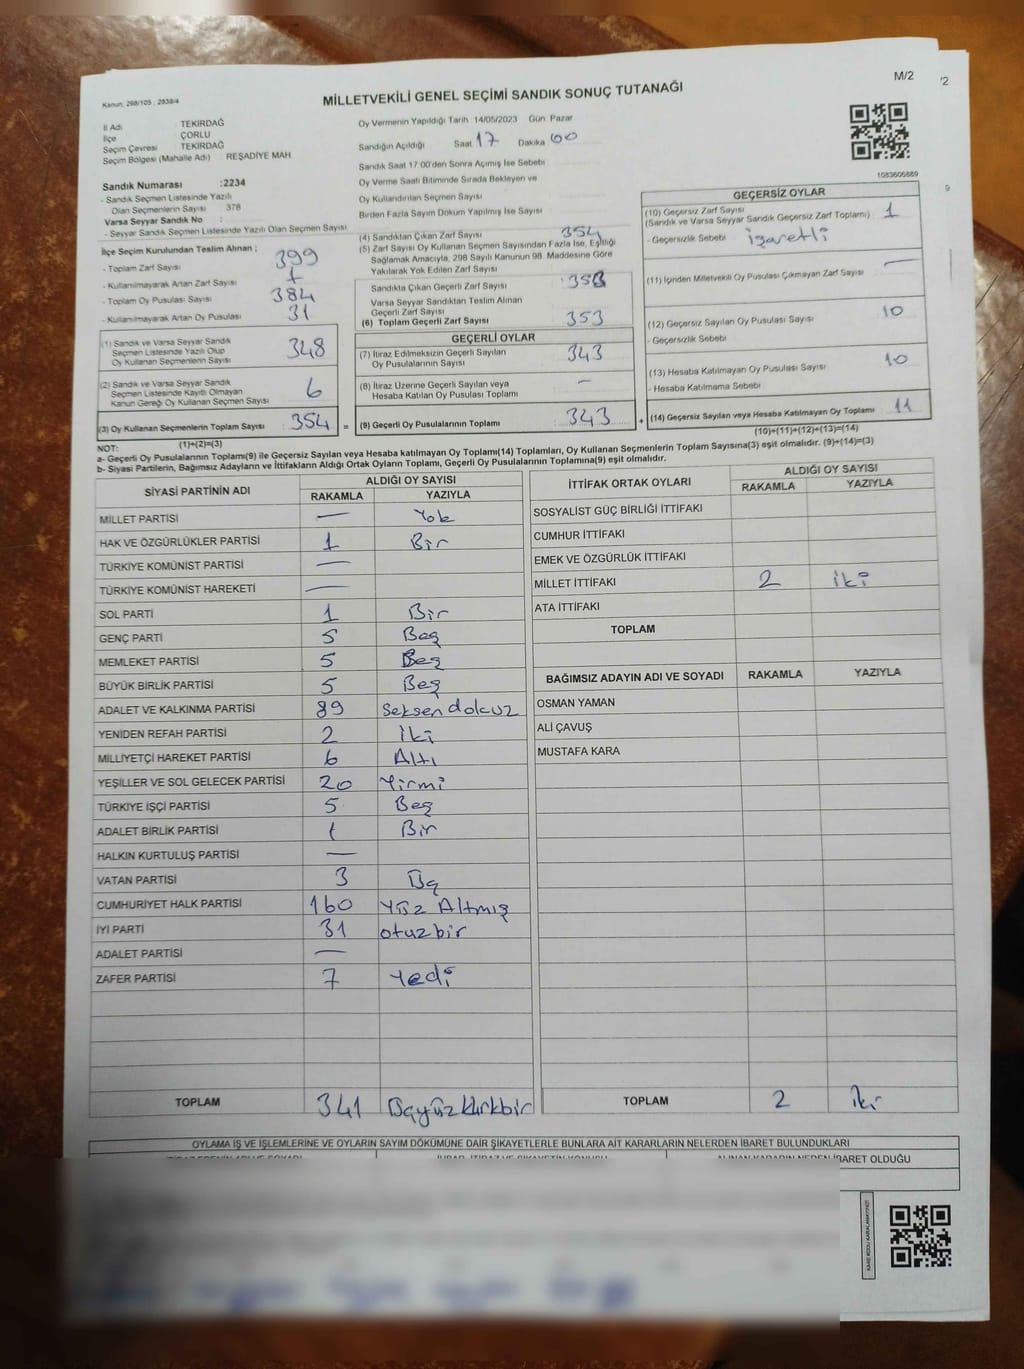 M/2
/2
Kanun; 298/105 , 2839/4
MİLLETVEKİLİ GENEL SEÇİMİ SANDIK SONUÇ TUTANAĞI
İl Adı TEKİRDAĞ
İlçe ÇORLU
Seçim Çevresi TEKİRDAĞ
Seçim Bölgesi (Mahalle Adı) REŞADİYE MAH
Sandık Numarası :2234
- Sandık Seçmen Listesinde Yazılı
Olan Seçmenlerin Sayısı 378
Varsa Seyyar Sandık No :
- Seyyar Sandık Seçmen Listesinde Yazılı Olan Seçmen Sayısı
İlçe Seçim Kurulundan Teslim Alınan ;
- Toplam Zarf Sayısı 399
- Kullanılmayarak Artan Zarf Sayısı
- Toplam Oy Pusulası Sayısı 384
- Kullanılmayarak Artan Oy Pusulası 31
(1) Sandık ve Varsa Seyyar Sandık
Seçmen Listesinde Yazılı Olup
Oy Kullanan Seçmenlerin Sayısı 348
(2) Sandık ve Varsa Seyyar Sandık
Seçmen Listesinde Kayıtlı Olmayan
Kanun Gereği Oy Kullanan Seçmen Sayısı 6
(3) Oy Kullanan Seçmenlerin Toplam Sayısı : 354 =
(1)+(2)=(3)
Oy Vermenin Yapıldığı Tarih 14/05/2023 Gün: Pazar
Sandığın Açıldığı Saat 17 Dakika 00
Sandık Saat 17:00'den Sonra Açılmış İse Sebebi
Oy Verme Saati Bitiminde Sırada Bekleyen ve
Oy Kullandırılan Seçmen Sayısı
Birden Fazla Sayım Döküm Yapılmış İse Sayısı
(4) Sandıktan Çıkan Zarf Sayısı 354
(5) Zarf Sayısı Oy Kullanan Seçmen Sayısından Fazla İse, Eşitliği
Sağlamak Amacıyla, 298 Sayılı Kanunun 98. Maddesine Göre
Yakılarak Yok Edilen Zarf Sayısı
Sandıkta Çıkan Geçerli Zarf Sayısı : 353
Varsa Seyyar Sandıktan Teslim Alınan
Geçerli Zarf Sayısı
(6) Toplam Geçerli Zarf Sayısı : 353
GEÇERLİ OYLAR
(7) İtiraz Edilmeksizin Geçerli Sayılan
Oy Pusulalarının Sayısı : 343
(8) İtiraz Üzerine Geçerli Sayılan veya
Hesaba Katılan Oy Pusulası Toplamı : —
(9) Geçerli Oy Pusulalarının Toplamı : 343 +
1083605889
GEÇERSİZ OYLAR
(10) Geçersiz Zarf Sayısı
(Sandık ve Varsa Seyyar Sandık Geçersiz Zarf Toplamı) 1
- Geçersizlik Sebebi : işaretli
(11) İçinden Milletvekili Oy Pusulası Çıkmayan Zarf Sayısı —
(12) Geçersiz Sayılan Oy Pusulası Sayısı : 10
- Geçersizlik Sebebi
(13) Hesaba Katılmayan Oy Pusulası Sayısı : 10
- Hesaba Katılmama Sebebi
(14) Geçersiz Sayılan veya Hesaba Katılmayan Oy Toplamı : 11
(10)+(11)+(12)+(13)=(14)
NOT:
a- Geçerli Oy Pusulalarının Toplamı(9) ile Geçersiz Sayılan veya Hesaba katılmayan Oy Toplamı(14) Toplamları, Oy Kullanan Seçmenlerin Toplam Sayısına(3) eşit olmalıdır. (9)+(14)=(3)
b- Siyasi Partilerin, Bağımsız Adayların ve İttifakların Aldığı Ortak Oyların Toplamı, Geçerli Oy Pusulalarının Toplamına(9) eşit olmalıdır.
SİYASİ PARTİNİN ADI ALDIĞI OY SAYISI
RAKAMLA YAZIYLA
MİLLET PARTİSİ — Yok
HAK VE ÖZGÜRLÜKLER PARTİSİ 1 Bir
TÜRKİYE KOMÜNİST PARTİSİ —
TÜRKİYE KOMÜNİST HAREKETİ —
SOL PARTİ 1 Bir
GENÇ PARTİ 5 Beş
MEMLEKET PARTİSİ 5 Beş
BÜYÜK BİRLİK PARTİSİ 5 Beş
ADALET VE KALKINMA PARTİSİ 89 Seksen dokuz
YENİDEN REFAH PARTİSİ 2 İki
MİLLİYETÇİ HAREKET PARTİSİ 6 Altı
YEŞİLLER VE SOL GELECEK PARTİSİ 20 Yirmi
TÜRKİYE İŞÇİ PARTİSİ 5 Beş
ADALET BİRLİK PARTİSİ 1 Bir
HALKIN KURTULUŞ PARTİSİ —
VATAN PARTİSİ 3 Üç
CUMHURİYET HALK PARTİSİ 160 Yüz Altmış
İYİ PARTİ 31 otuzbir
ADALET PARTİSİ —
ZAFER PARTİSİ 7 Yedi
TOPLAM 341 Üçyüzkırkbir
İTTİFAK ORTAK OYLARI ALDIĞI OY SAYISI
RAKAMLA YAZIYLA
SOSYALİST GÜÇ BİRLİĞİ İTTİFAKI
CUMHUR İTTİFAKI
EMEK VE ÖZGÜRLÜK İTTİFAKI
MİLLET İTTİFAKI 2 iki
ATA İTTİFAKI
TOPLAM
BAĞIMSIZ ADAYIN ADI VE SOYADI RAKAMLA YAZIYLA
OSMAN YAMAN
ALİ ÇAVUŞ
MUSTAFA KARA
TOPLAM 2 iki
OYLAMA İŞ VE İŞLEMLERİNE VE OYLARIN SAYIM DÖKÜMÜNE DAİR ŞİKAYETLERLE BUNLARA AİT KARARLARIN NELERDEN İBARET BULUNDUKLARI
ALINAN KARARIN NEDEN İBARET OLDUĞU